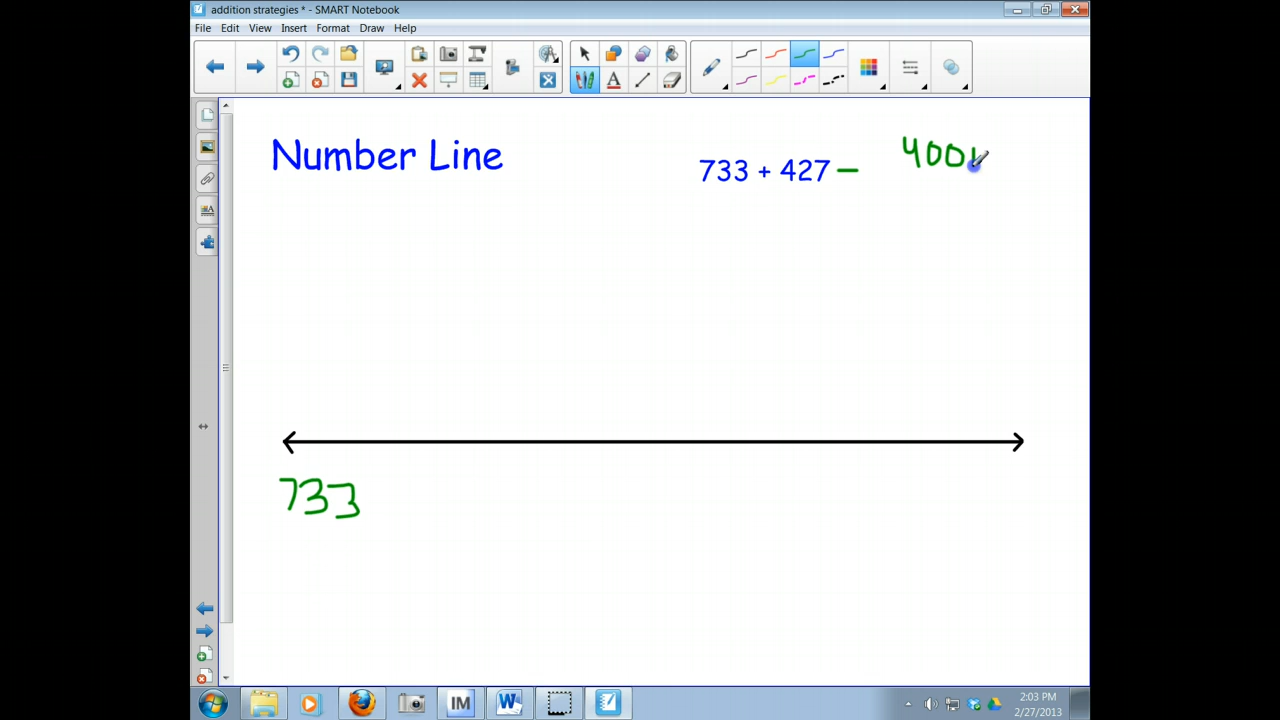 addition strategies * - SMART Notebook
File Edit View Insert Format Draw Help
Number Line
733 + 427 – 400
733
IM
2:03 PM
2/27/2013